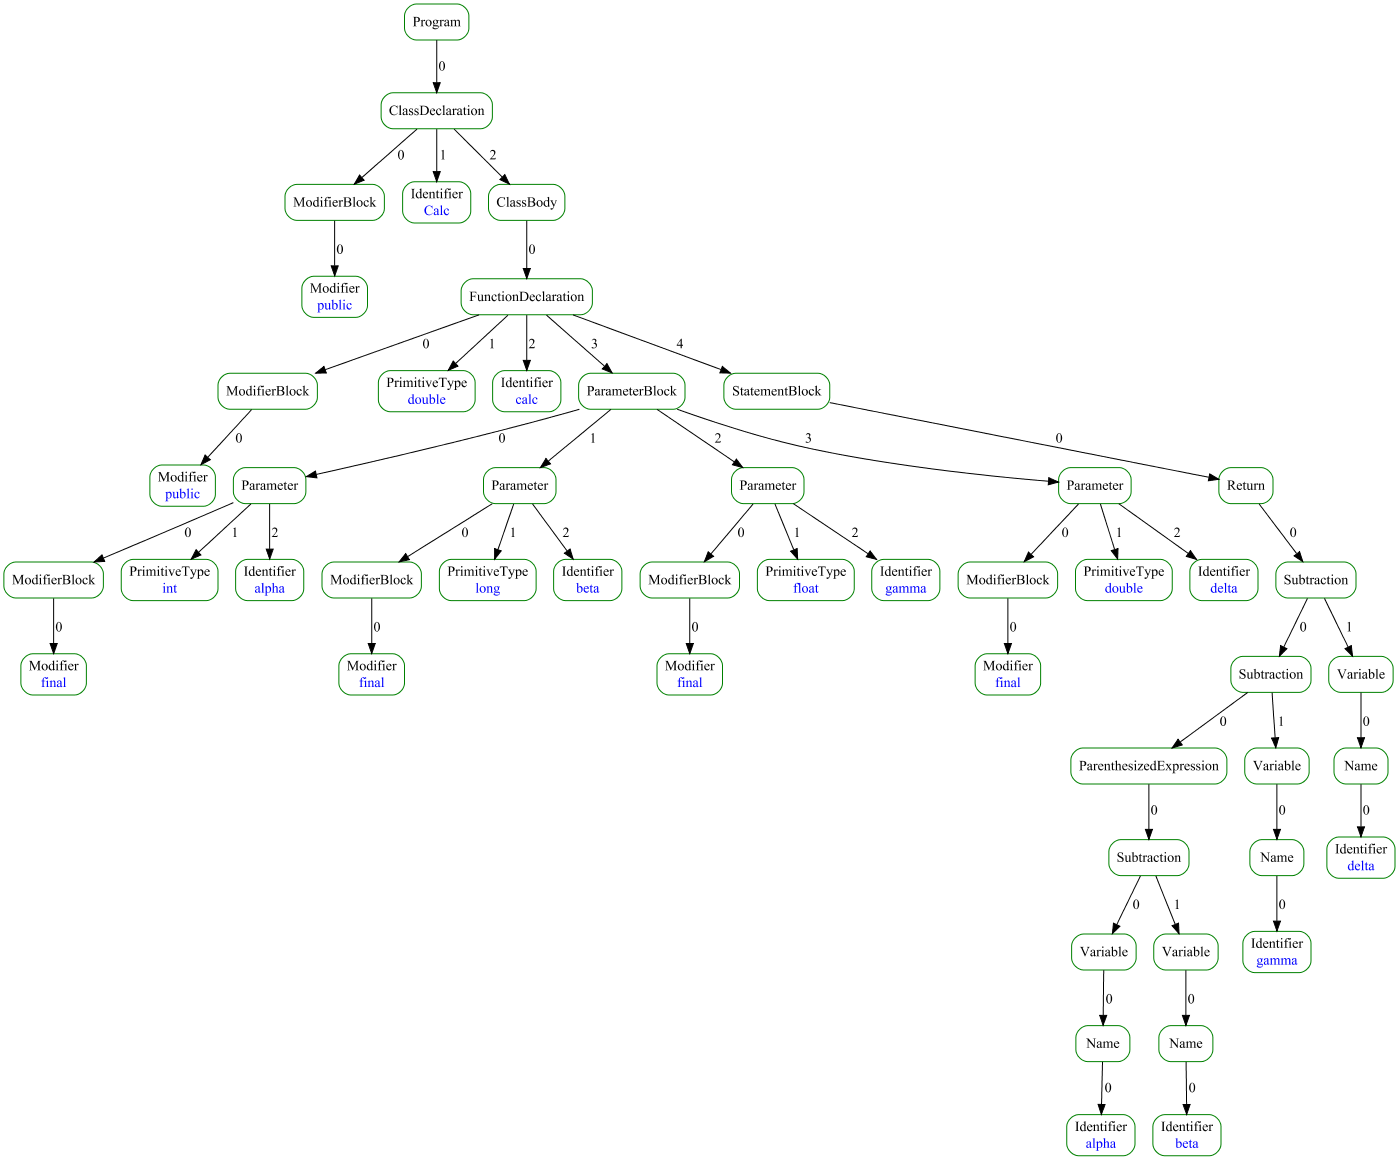 Program
0
ClassDeclaration
0 1 2
ModifierBlock Identifier Calc ClassBody
0 0
Modifier public FunctionDeclaration
0 1 2 3 4
ModifierBlock PrimitiveType double Identifier calc ParameterBlock StatementBlock
0 0 1 2 3 0
Modifier public Parameter Parameter Parameter Parameter Return
0 1 2 0 1 2 0 1 2 0 1 2 0
ModifierBlock PrimitiveType int Identifier alpha ModifierBlock PrimitiveType long Identifier beta ModifierBlock PrimitiveType float Identifier gamma ModifierBlock PrimitiveType double Identifier delta Subtraction
0 0 0 0 0 1
Modifier final Modifier final Modifier final Modifier final Subtraction Variable
0 1 0
ParenthesizedExpression Variable Name
0 0 0
Subtraction Name Identifier delta
0 1 0
Variable Variable Identifier gamma
0 0
Name Name
0 0
Identifier alpha Identifier beta